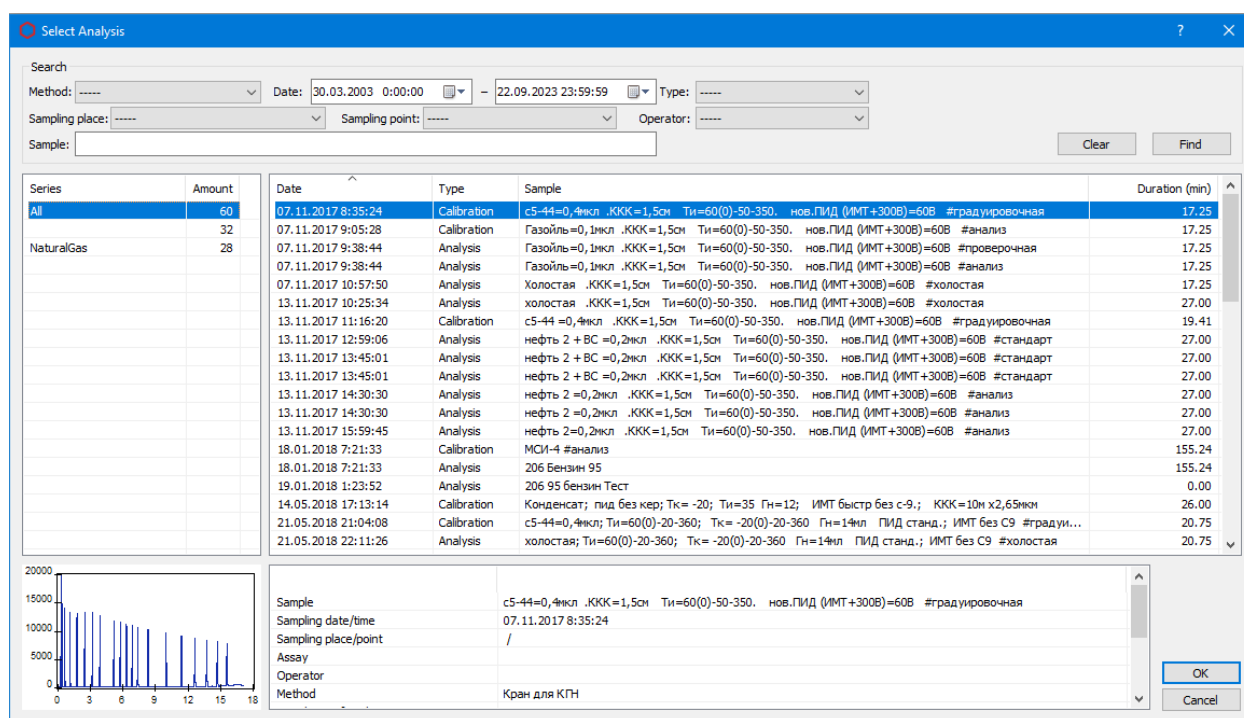 Select Analysis ?
Search
Method: ----- Date: 30.03.2003 0:00:00 – 22.09.2023 23:59:59 Type: -----
Sampling place: ----- Sampling point: ----- Operator: -----
Sample: Clear Find
Series Amount
All 60
32
NaturalGas 28
Date Type Sample Duration (min)
07.11.2017 8:35:24 Calibration с5-44=0,4мкл .ККК=1,5см Ти=60(0)-50-350. нов.ПИД (ИМТ+300В)=60В #градуировочная 17.25
07.11.2017 9:05:28 Calibration Газойль=0,1мкл .ККК=1,5см Ти=60(0)-50-350. нов.ПИД (ИМТ+300В)=60В #анализ 17.25
07.11.2017 9:38:44 Analysis Газойль=0,1мкл .ККК=1,5см Ти=60(0)-50-350. нов.ПИД (ИМТ+300В)=60В #проверочная 17.25
07.11.2017 9:38:44 Analysis Газойль=0,1мкл .ККК=1,5см Ти=60(0)-50-350. нов.ПИД (ИМТ+300В)=60В #анализ 17.25
07.11.2017 10:57:50 Analysis Холостая .ККК=1,5см Ти=60(0)-50-350. нов.ПИД (ИМТ+300В)=60В #холостая 17.25
13.11.2017 10:25:34 Analysis холостая .ККК=1,5см Ти=60(0)-50-350. нов.ПИД (ИМТ+300В)=60В #холостая 27.00
13.11.2017 11:16:20 Calibration с5-44 =0,4мкл .ККК=1,5см Ти=60(0)-50-350. нов.ПИД (ИМТ+300В)=60В #градуировочная 19.41
13.11.2017 12:59:06 Analysis нефть 2 + ВС =0,2мкл .ККК=1,5см Ти=60(0)-50-350. нов.ПИД (ИМТ+300В)=60В #стандарт 27.00
13.11.2017 13:45:01 Analysis нефть 2 + ВС =0,2мкл .ККК=1,5см Ти=60(0)-50-350. нов.ПИД (ИМТ+300В)=60В #стандарт 27.00
13.11.2017 13:45:01 Analysis нефть 2 + ВС =0,2мкл .ККК=1,5см Ти=60(0)-50-350. нов.ПИД (ИМТ+300В)=60В #стандарт 27.00
13.11.2017 14:30:30 Analysis нефть 2 =0,2мкл .ККК=1,5см Ти=60(0)-50-350. нов.ПИД (ИМТ+300В)=60В #анализ 27.00
13.11.2017 14:30:30 Analysis нефть 2 =0,2мкл .ККК=1,5см Ти=60(0)-50-350. нов.ПИД (ИМТ+300В)=60В #анализ 27.00
13.11.2017 15:59:45 Analysis нефть 2=0,2мкл .ККК=1,5см Ти=60(0)-50-350. нов.ПИД (ИМТ+300В)=60В #анализ 27.00
18.01.2018 7:21:33 Calibration МСИ-4 #анализ 155.24
18.01.2018 7:21:33 Analysis 206 Бензин 95 155.24
19.01.2018 1:23:52 Analysis 206 95 бензин Тест 0.00
14.05.2018 17:13:14 Calibration Конденсат; пид без кер; Тк= -20; Ти=35 Гн=12; ИМТ быстр без с-9.; ККК=10м х2,65мкм 26.00
21.05.2018 21:04:08 Calibration с5-44=0,4мкл; Ти=60(0)-20-360; Тк= -20(0)-20-360 Гн=14мл ПИД станд.; ИМТ без С9 #градуи... 20.75
21.05.2018 22:11:26 Analysis холостая; Ти=60(0)-20-360; Тк= -20(0)-20-360 Гн=14мл ПИД станд.; ИМТ без С9 #холостая 20.75
20000
15000
10000
5000
0
0 3 6 9 12 15 18
Sample с5-44=0,4мкл .ККК=1,5см Ти=60(0)-50-350. нов.ПИД (ИМТ+300В)=60В #градуировочная
Sampling date/time 07.11.2017 8:35:24
Sampling place/point /
Assay
Operator
Method Кран для КГН
OK
Cancel